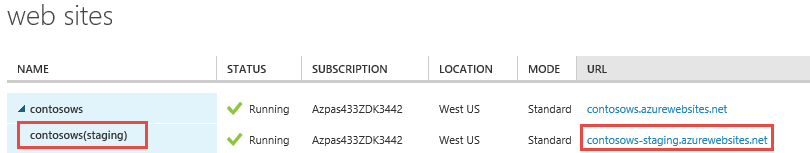 web sites
NAME STATUS SUBSCRIPTION LOCATION MODE URL
contosows Running Azpas433ZDK3442 West US Standard contosows.azurewebsites.net
contosows(staging) Running Azpas433ZDK3442 West US Standard contosows-staging.azurewebsites.net